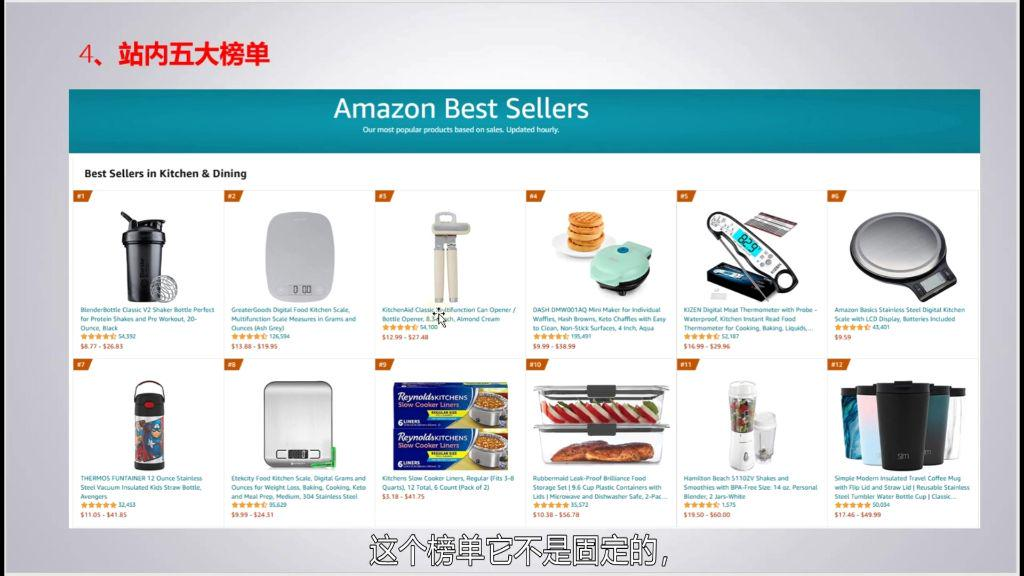 4、站内五大榜单
Amazon Best Sellers
Our most popular products based on sales. Updated hourly.
Best Sellers in Kitchen & Dining
#1
#2
#3
#4
#5
#6
BlenderBottle Classic V2 Shaker Bottle Perfect
for Protein Shakes and Pre Workout, 20-
Ounce, Black
54,392
$8.77 - $26.83
GreaterGoods Digital Food Kitchen Scale,
Multifunction Scale Measures in Grams and
Ounces (Ash Grey)
126,594
$13.88 - $19.95
KitchenAid Classic Multifunction Can Opener /
Bottle Opener, 8.34-Inch, Almond Cream
54,100
$12.99 - $27.48
DASH DMW001AQ Mini Maker for Individual
Waffles, Hash Browns, Keto Chaffles with Easy
to Clean, Non-Stick Surfaces, 4 Inch, Aqua
195,591
$9.99 - $38.99
KIZEN Digital Meat Thermometer with Probe -
Waterproof, Kitchen Instant Read Food
Thermometer for Cooking, Baking, Liquids,...
52,187
$16.99 - $29.96
Amazon Basics Stainless Steel Digital Kitchen
Scale with LCD Display, Batteries Included
43,401
$9.59
#7
#8
#9
#10
#11
#12
THERMOS FUNTAINER 12 Ounce Stainless
Steel Vacuum Insulated Kids Straw Bottle,
Avengers
32,453
$11.05 - $41.85
Etekcity Food Kitchen Scale, Digital Grams and
Ounces for Weight Loss, Baking, Cooking, Keto
and Meal Prep, Medium, 304 Stainless Steel
95,629
$9.99 - $24.31
Reynolds KITCHENS
Slow Cooker Liners
REGULAR SIZE
6 LINERS
Reynolds KITCHENS
Slow Cooker Liners
REGULAR SIZE
6 LINERS
Kitchens Slow Cooker Liners, Regular (Fits 3-8
Quarts), 12 Total, 6 Count (Pack of 2)
$3.18 - $41.75
Rubbermaid Leak-Proof Brilliance Food
Storage Set | 9.6 Cup Plastic Containers with
Lids | Microwave and Dishwasher Safe, 2-Pac...
35,572
$10.38 - $56.78
Hamilton Beach 51102V Shakes and
Smoothies with BPA-Free Size: 14 oz. Personal
Blender, 2 Jars-White
1,575
$19.50 - $60.00
sim
Simple Modern Insulated Travel Coffee Mug
with Flip Lid and Straw Lid | Reusable Stainless
Steel Tumbler Water Bottle Cup | Classic...
50,034
$17.46 - $49.99
这个榜单它不是固定的，